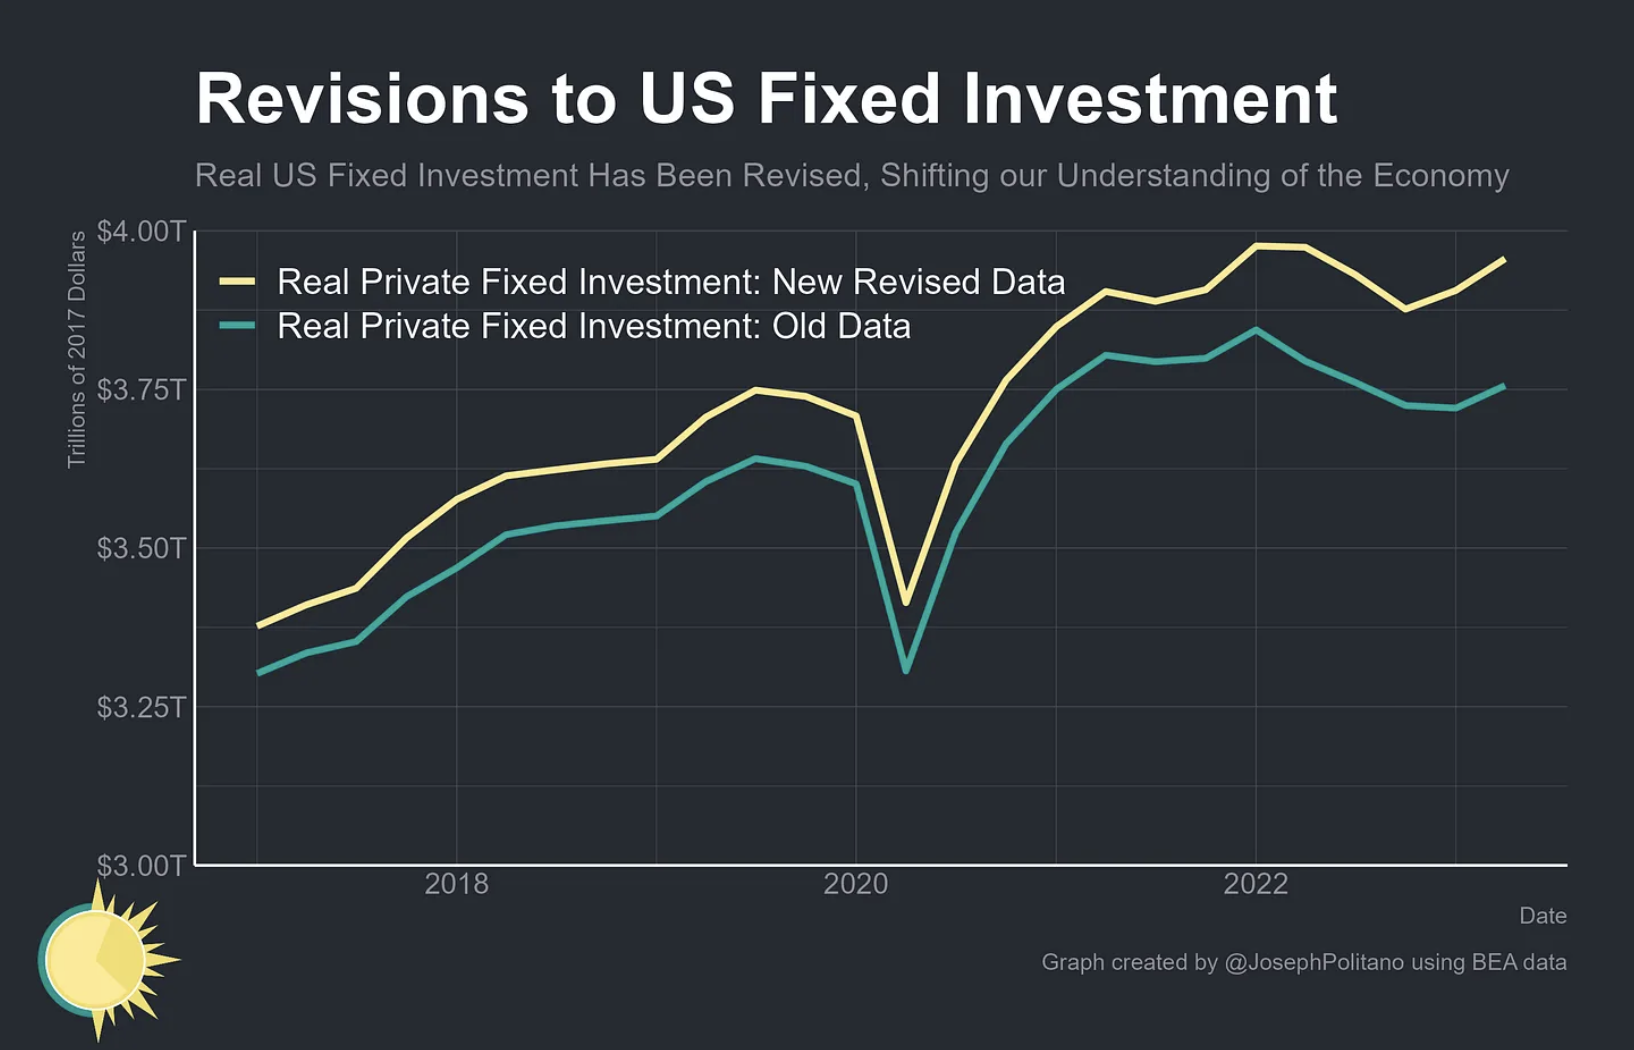 Revisions to US Fixed Investment
Real US Fixed Investment Has Been Revised, Shifting our Understanding of the Economy
Trillions of 2017 Dollars
$4.00T
$3.75T
$3.50T
$3.25T
$3.00T
Real Private Fixed Investment: New Revised Data
Real Private Fixed Investment: Old Data
2018
2020
2022
Date
Graph created by @JosephPolitano using BEA data